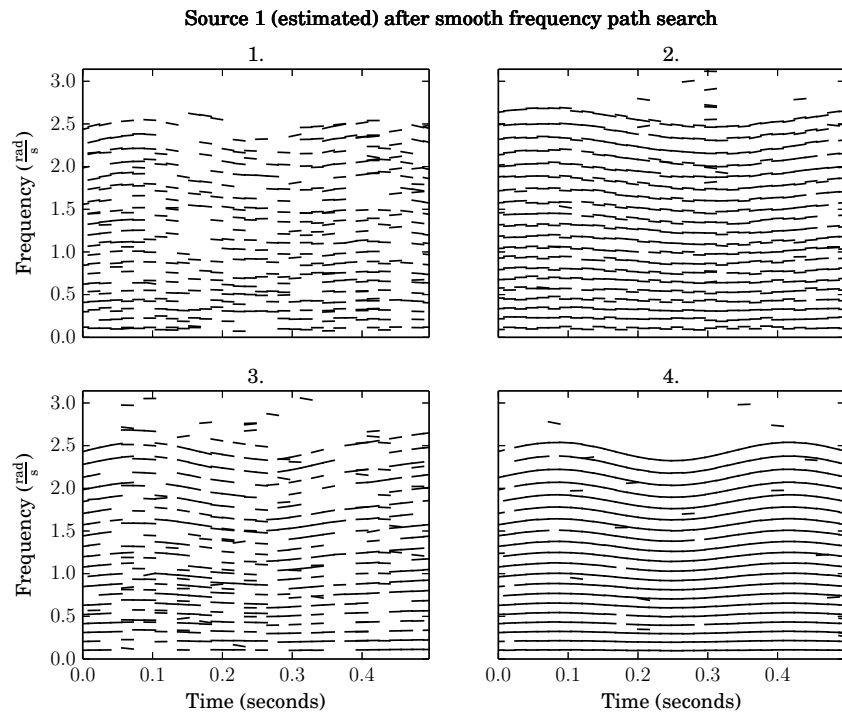 Source 1 (estimated) after smooth frequency path search
1.
2.
3.0
2.5
2.0
1.5
1.0
0.5
0.0
Frequency (rad/s)
3.
4.
3.0
2.5
2.0
1.5
1.0
0.5
0.0
Frequency (rad/s)
0.0 0.1 0.2 0.3 0.4
0.0 0.1 0.2 0.3 0.4
Time (seconds)
Time (seconds)